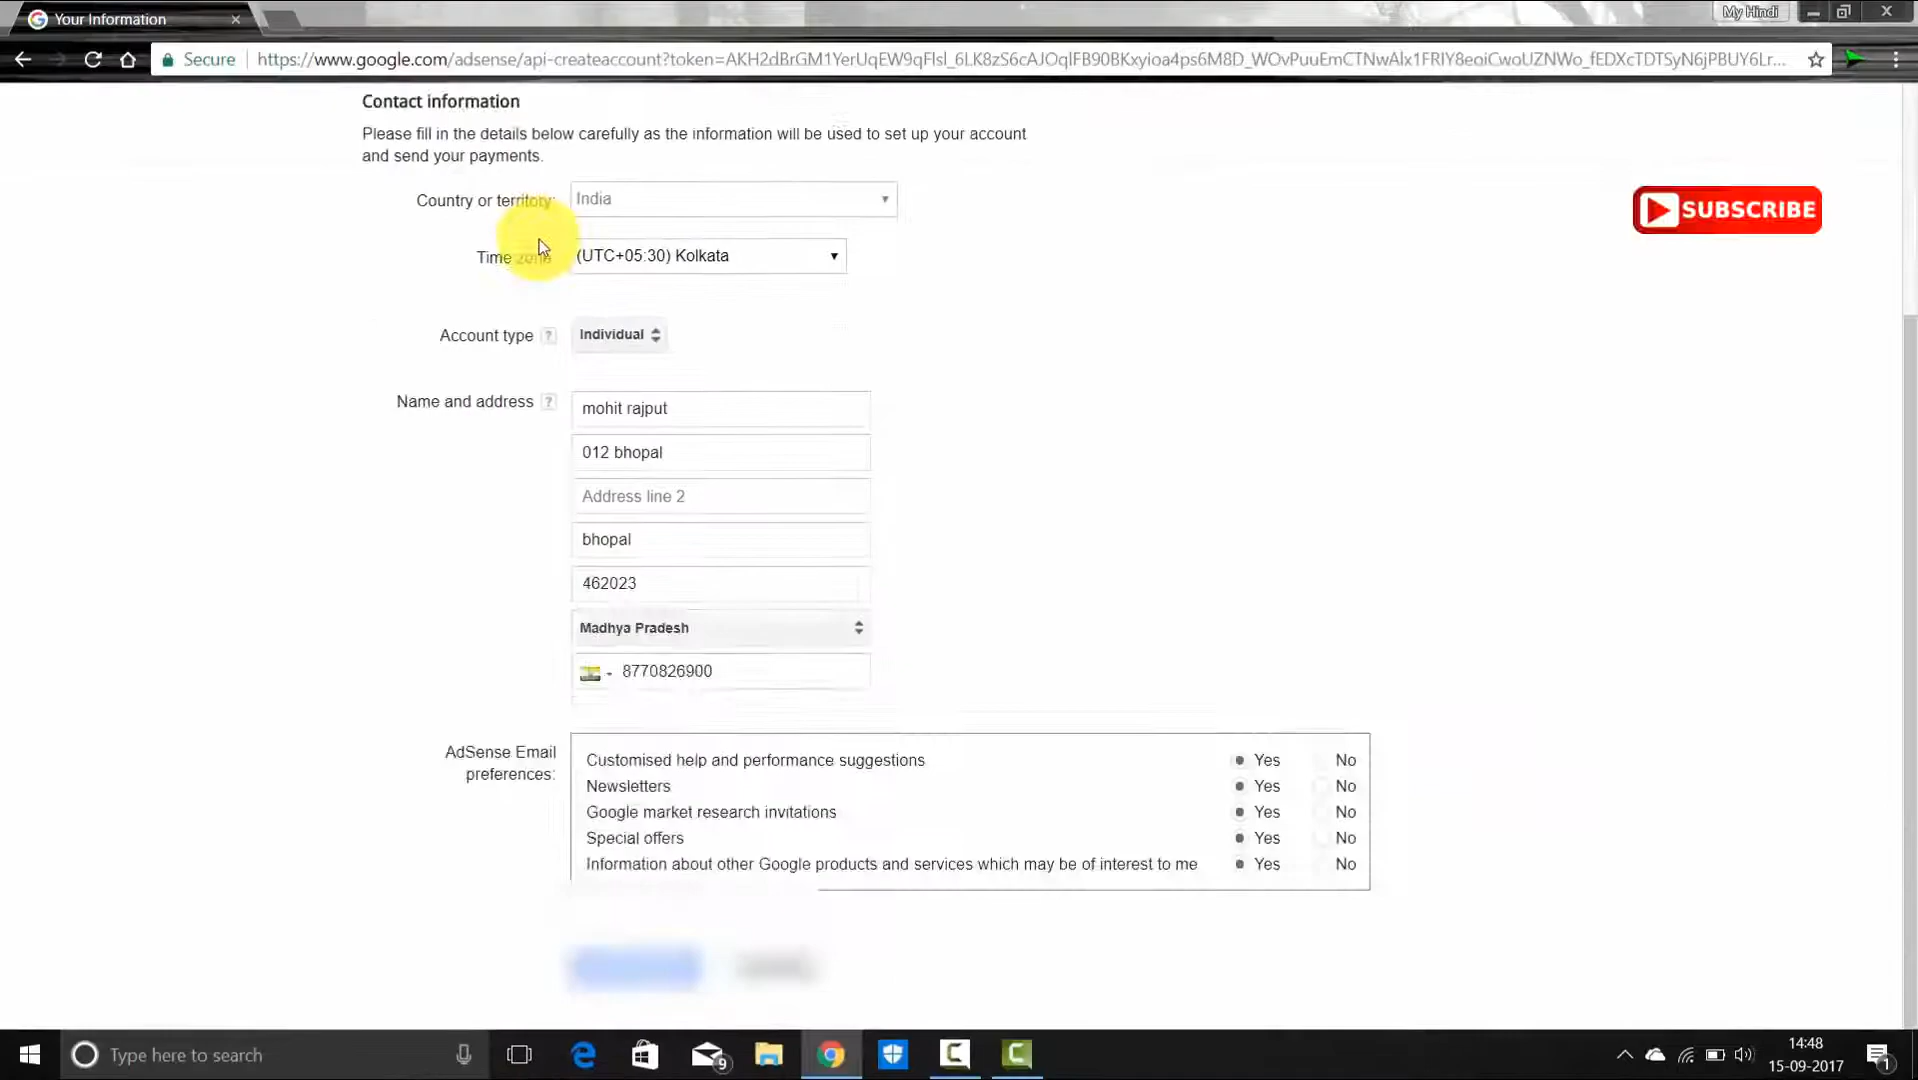 Your Information
My Hindi
Secure
https://www.google.com/adsense/api-createaccount?token=AKH2dBrGM1YerUqEW9qFlsl_6LK8zS6cAJOqlFB90BKxyioa4ps6M8D_WOvPuuEmCTNwAlx1FRIY8eoiCwoUZNWo_fEDXcTDTSyN6jPBUY6Lr...
Contact information
Please fill in the details below carefully as the information will be used to set up your account
and send your payments.
Country or territory: India
SUBSCRIBE
Time zone (UTC+05:30) Kolkata
Account type ? Individual
Name and address ? mohit rajput
012 bhopal
Address line 2
bhopal
462023
Madhya Pradesh
8770826900
AdSense Email
preferences:
Customised help and performance suggestions Yes No
Newsletters Yes No
Google market research invitations Yes No
Special offers Yes No
Information about other Google products and services which may be of interest to me Yes No
Type here to search
9
14:48
15-09-2017
1